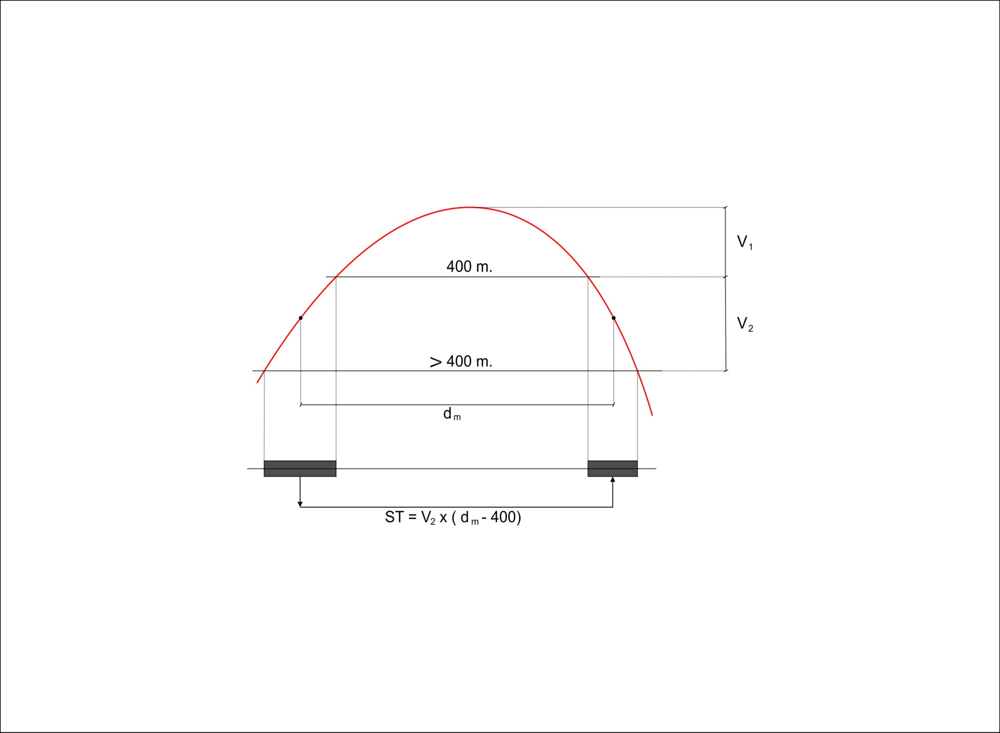 V₁
400 m.
V₂
> 400 m.
dₘ
ST = V₂ x ( dₘ - 400)